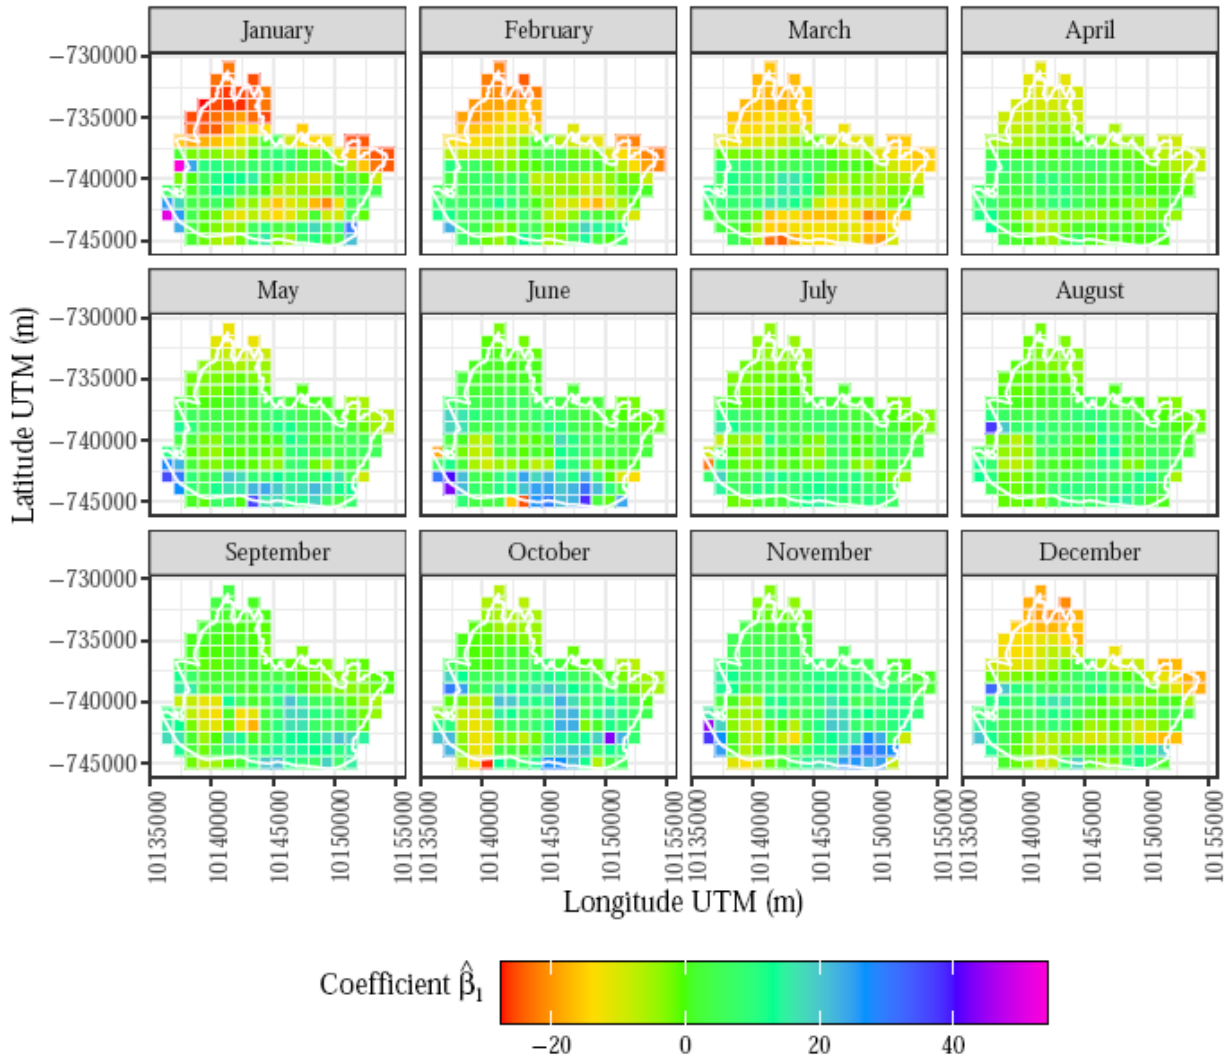 January February March April
−730000
−735000
−740000
−745000
May June July August
−730000
−735000
−740000
−745000
September October November December
−730000
−735000
−740000
−745000
Latitude UTM (m)
10135000 10140000 10145000 10150000 10155000 10135000 10140000 10145000 10150000 10155000 10135000 10140000 10145000 10150000 10155000 10135000 10140000 10145000 10150000 10155000
Longitude UTM (m)
Coefficient β̂₁
−20 0 20 40